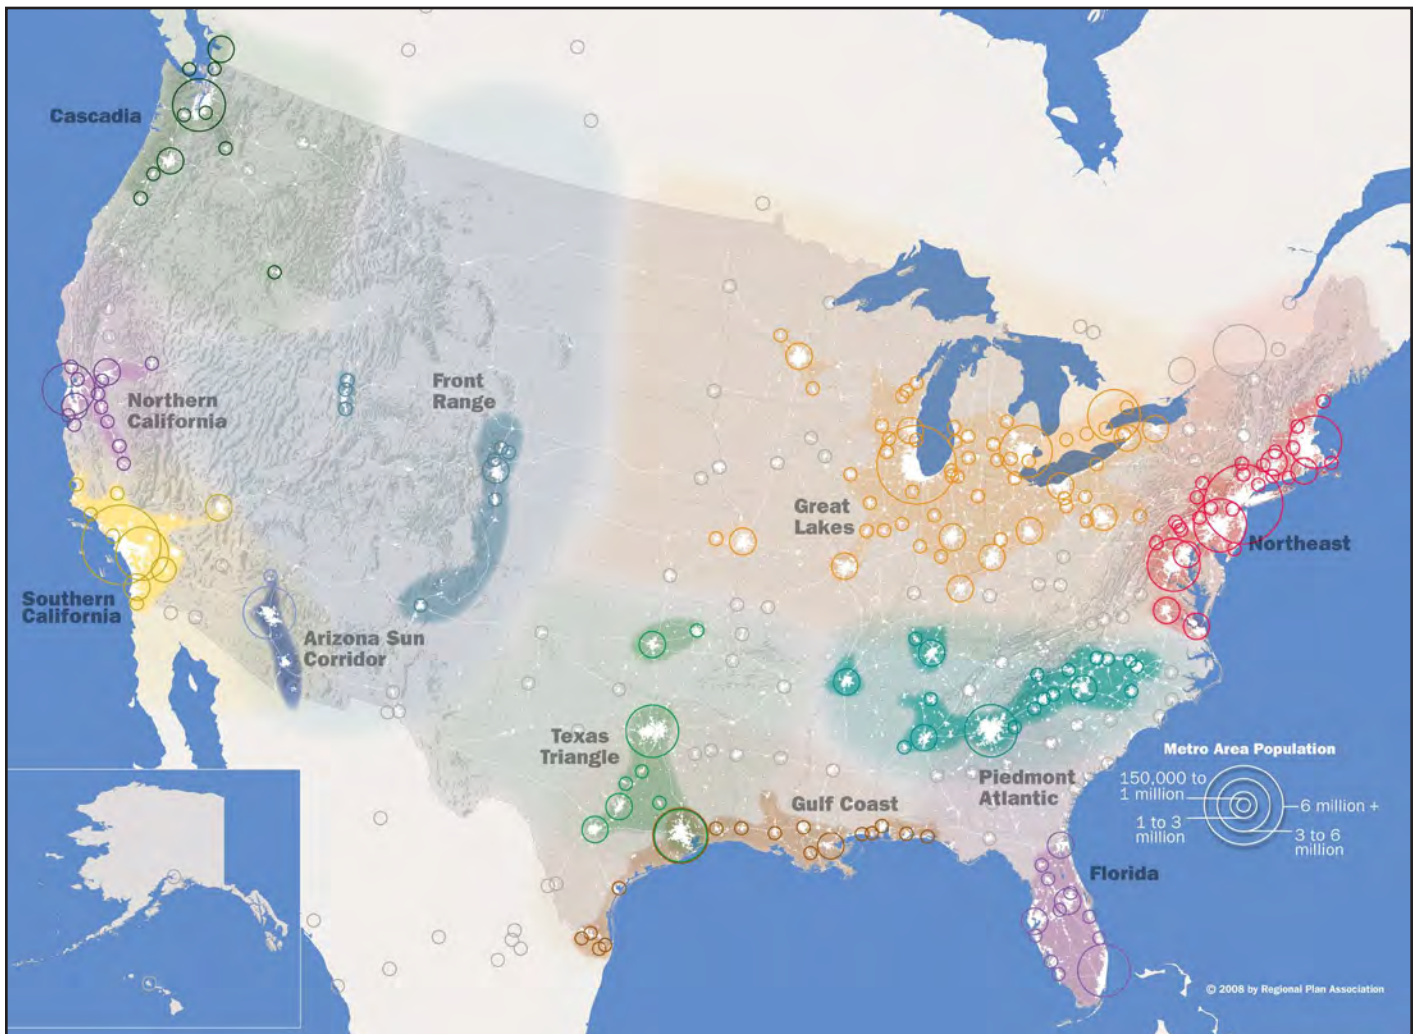 Cascadia
Northern
California
Front
Range
Great
Lakes
Northeast
Southern
California
Arizona Sun
Corridor
Texas
Triangle
Gulf Coast
Piedmont
Atlantic
Florida
Metro Area Population
150,000 to
1 million
1 to 3
million
6 million +
3 to 6
million
© 2008 by Regional Plan Association